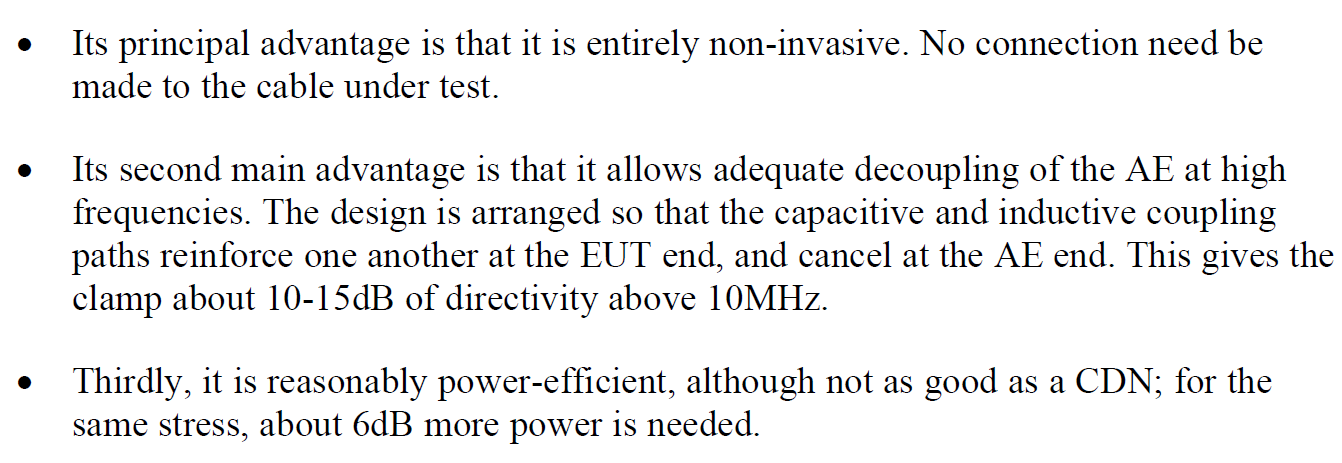 • Its principal advantage is that it is entirely non-invasive. No connection need be
made to the cable under test.
• Its second main advantage is that it allows adequate decoupling of the AE at high
frequencies. The design is arranged so that the capacitive and inductive coupling
paths reinforce one another at the EUT end, and cancel at the AE end. This gives the
clamp about 10-15dB of directivity above 10MHz.
• Thirdly, it is reasonably power-efficient, although not as good as a CDN; for the
same stress, about 6dB more power is needed.